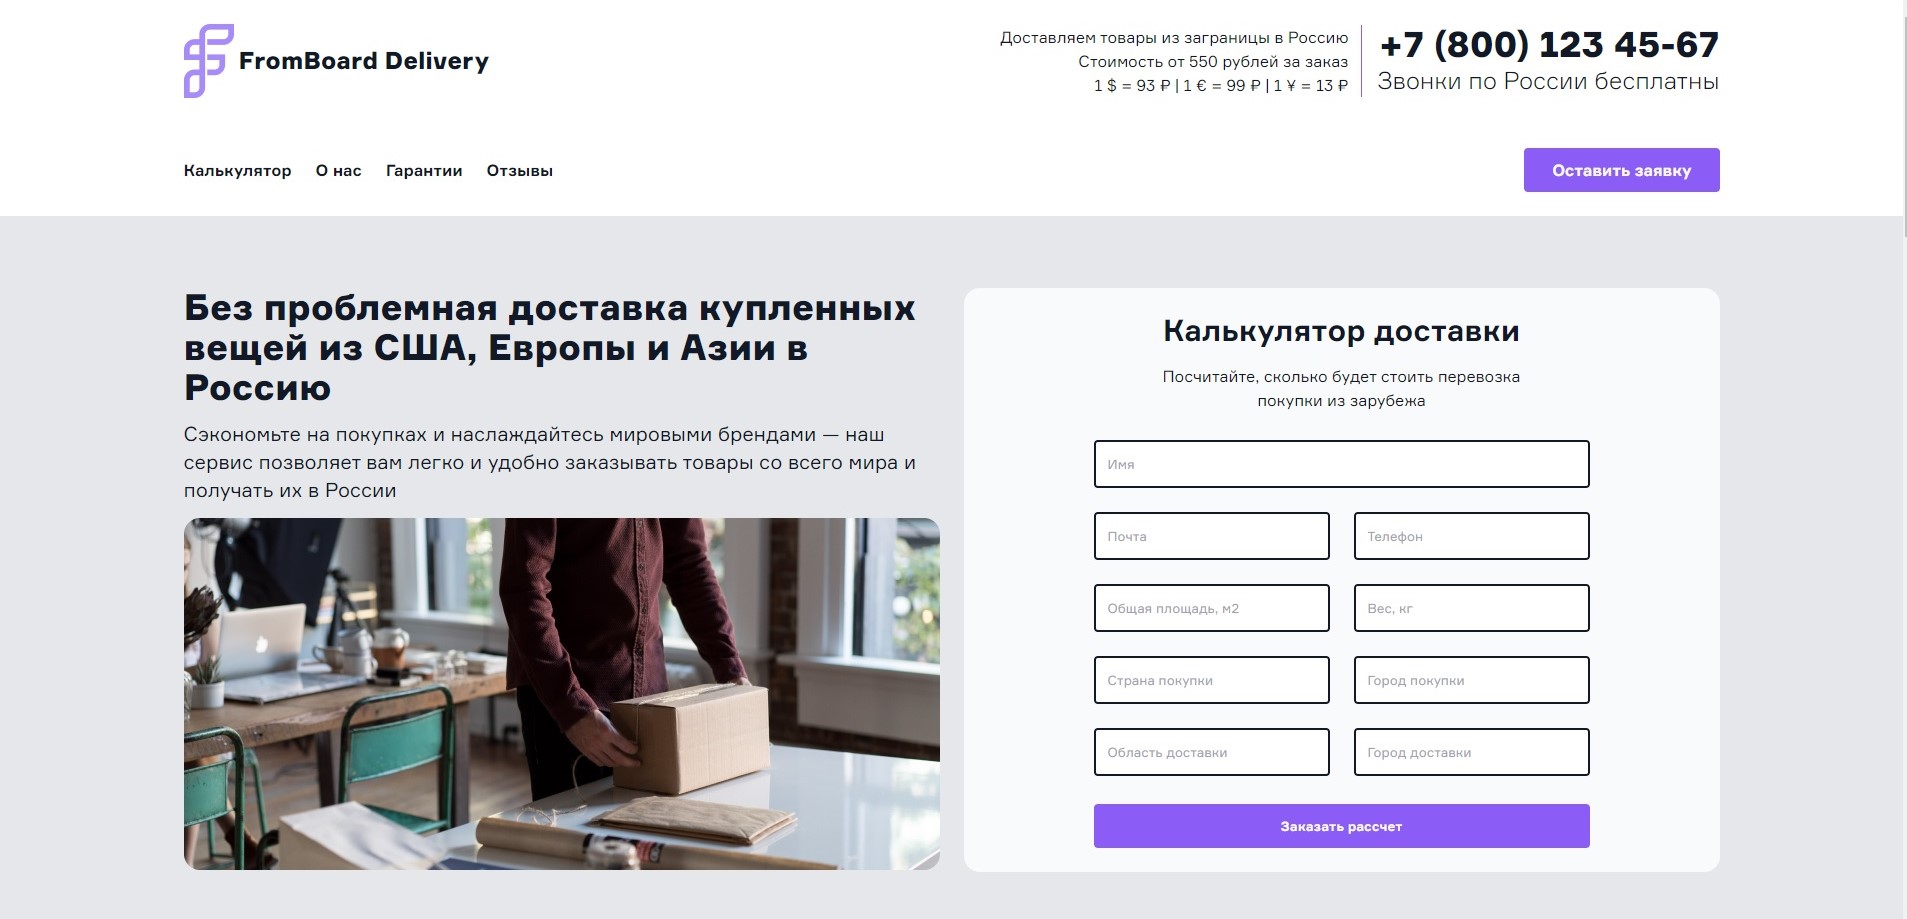 FromBoard Delivery
Доставляем товары из заграницы в Россию
Стоимость от 550 рублей за заказ
1 $ = 93 ₽ | 1 € = 99 ₽ | 1 ¥ = 13 ₽
+7 (800) 123 45-67
Звонки по России бесплатны
Калькулятор О нас Гарантии Отзывы
Оставить заявку
Без проблемная доставка купленных
вещей из США, Европы и Азии в
Россию
Сэкономьте на покупках и наслаждайтесь мировыми брендами — наш
сервис позволяет вам легко и удобно заказывать товары со всего мира и
получать их в России
Калькулятор доставки
Посчитайте, сколько будет стоить перевозка
покупки из зарубежа
Имя
Почта Телефон
Общая площадь, м2 Вес, кг
Страна покупки Город покупки
Область доставки Город доставки
Заказать рассчет